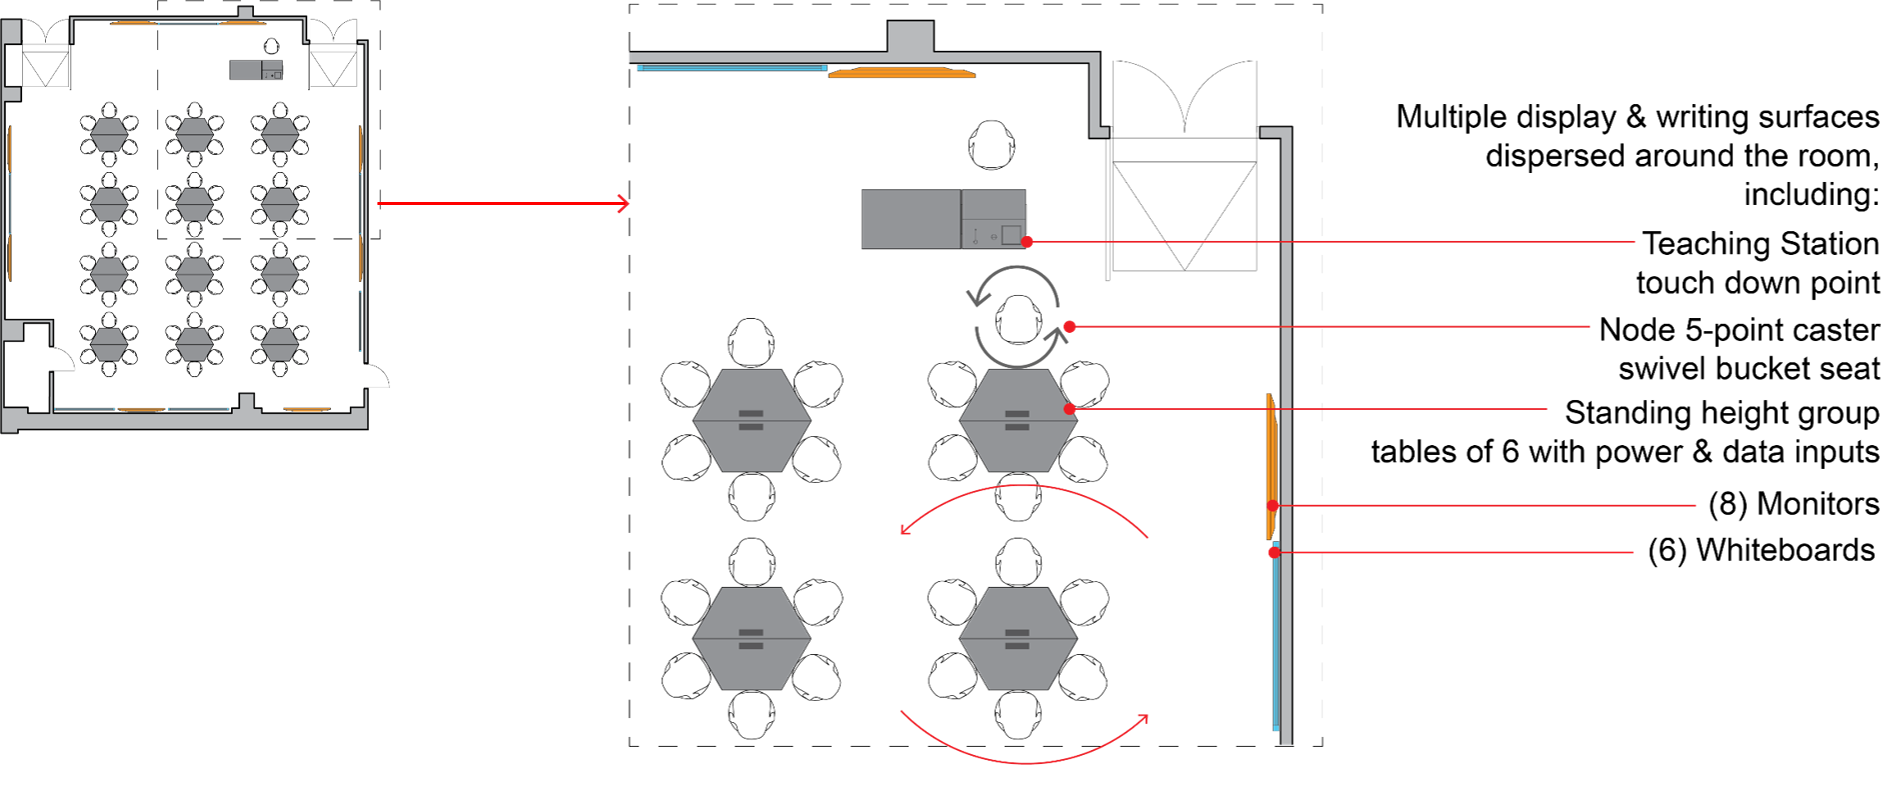 Multiple display & writing surfaces
dispersed around the room,
including:
Teaching Station
touch down point
Node 5-point caster
swivel bucket seat
Standing height group
tables of 6 with power & data inputs
(8) Monitors
(6) Whiteboards